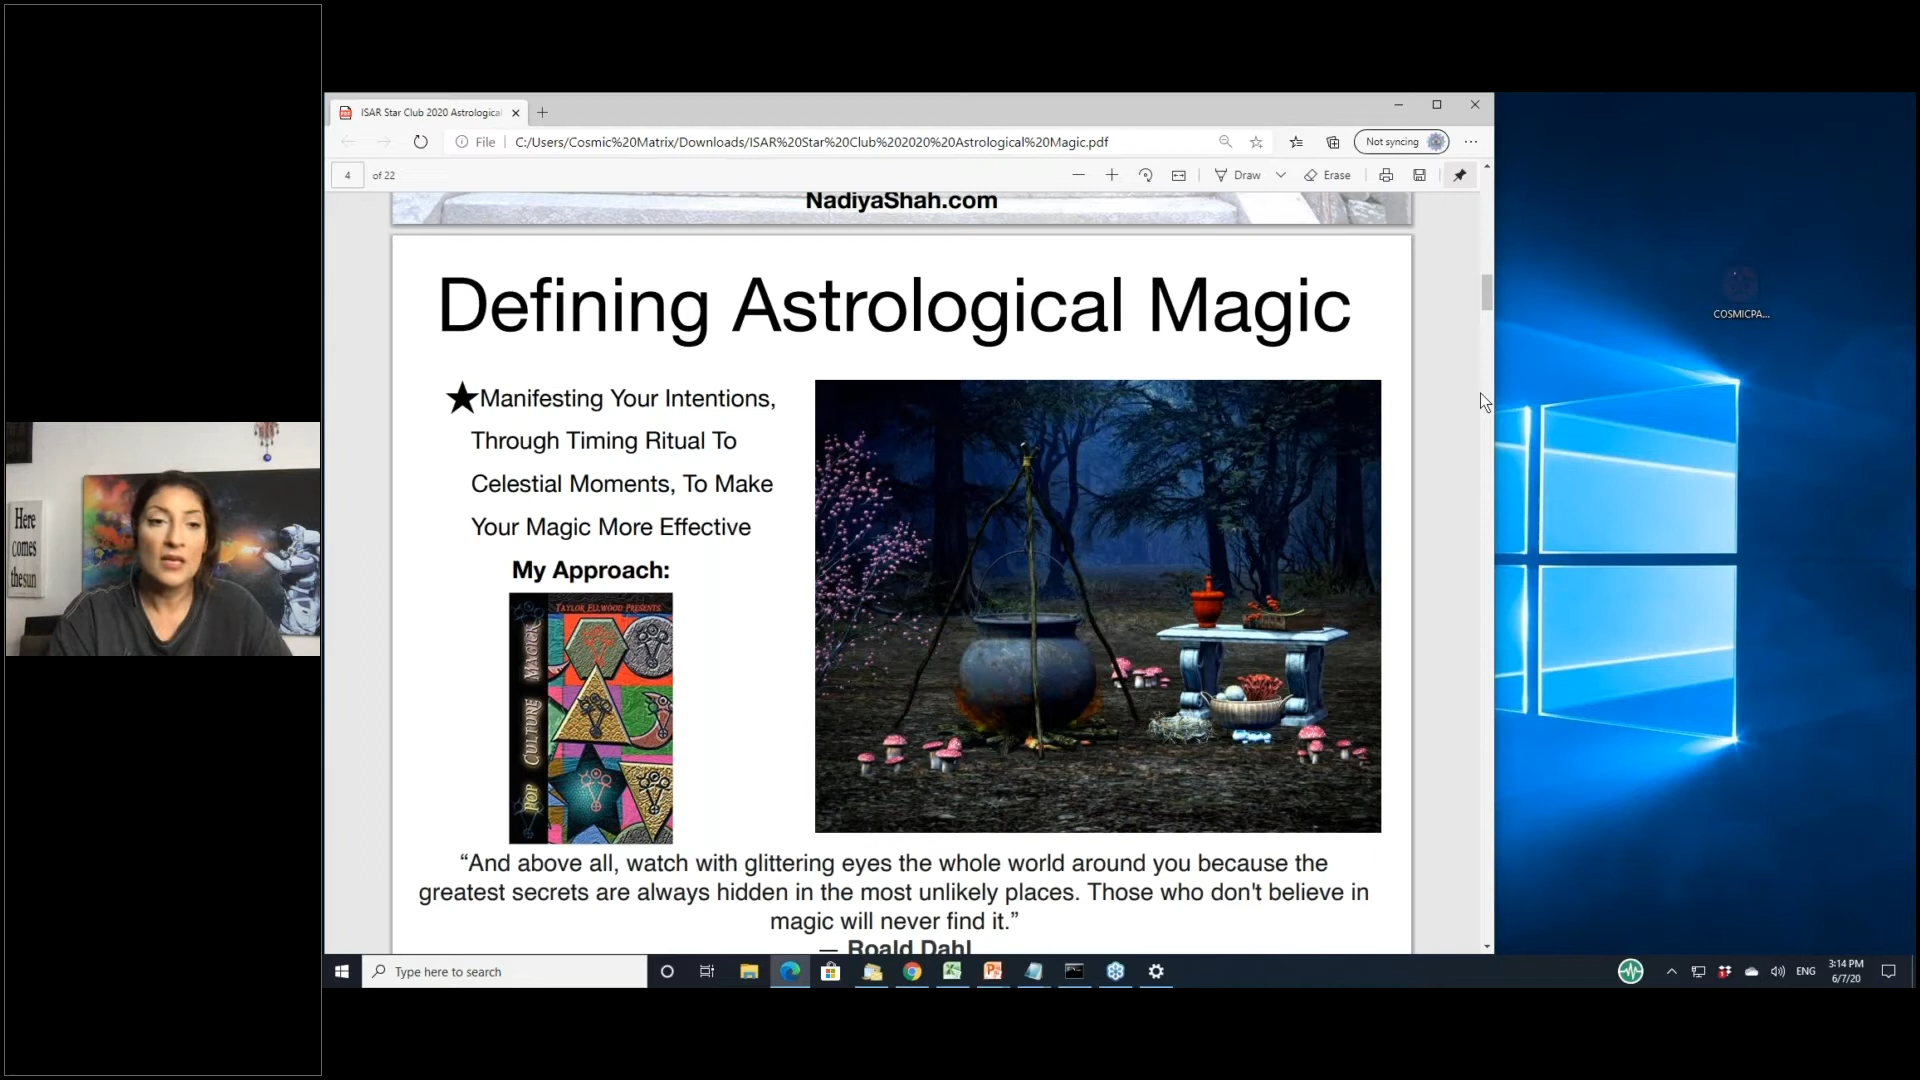 ISAR Star Club 2020 Astrologica
File
C:/Users/Cosmic%20Matrix/Downloads/ISAR%20Star%20Club%202020%20Astrological%20Magic.pdf
Not syncing
4 of 22
Draw
Erase
NadiyaShah.com
Defining Astrological Magic
★Manifesting Your Intentions,
Through Timing Ritual To
Celestial Moments, To Make
Your Magic More Effective
My Approach:
TAYLOR ELLWOOD PRESENTS
POP CULTURE MAGICK
“And above all, watch with glittering eyes the whole world around you because the
greatest secrets are always hidden in the most unlikely places. Those who don't believe in
magic will never find it.”
— Roald Dahl
COSMICPA...
Here
comes
the sun
Type here to search
ENG
3:14 PM
6/7/20